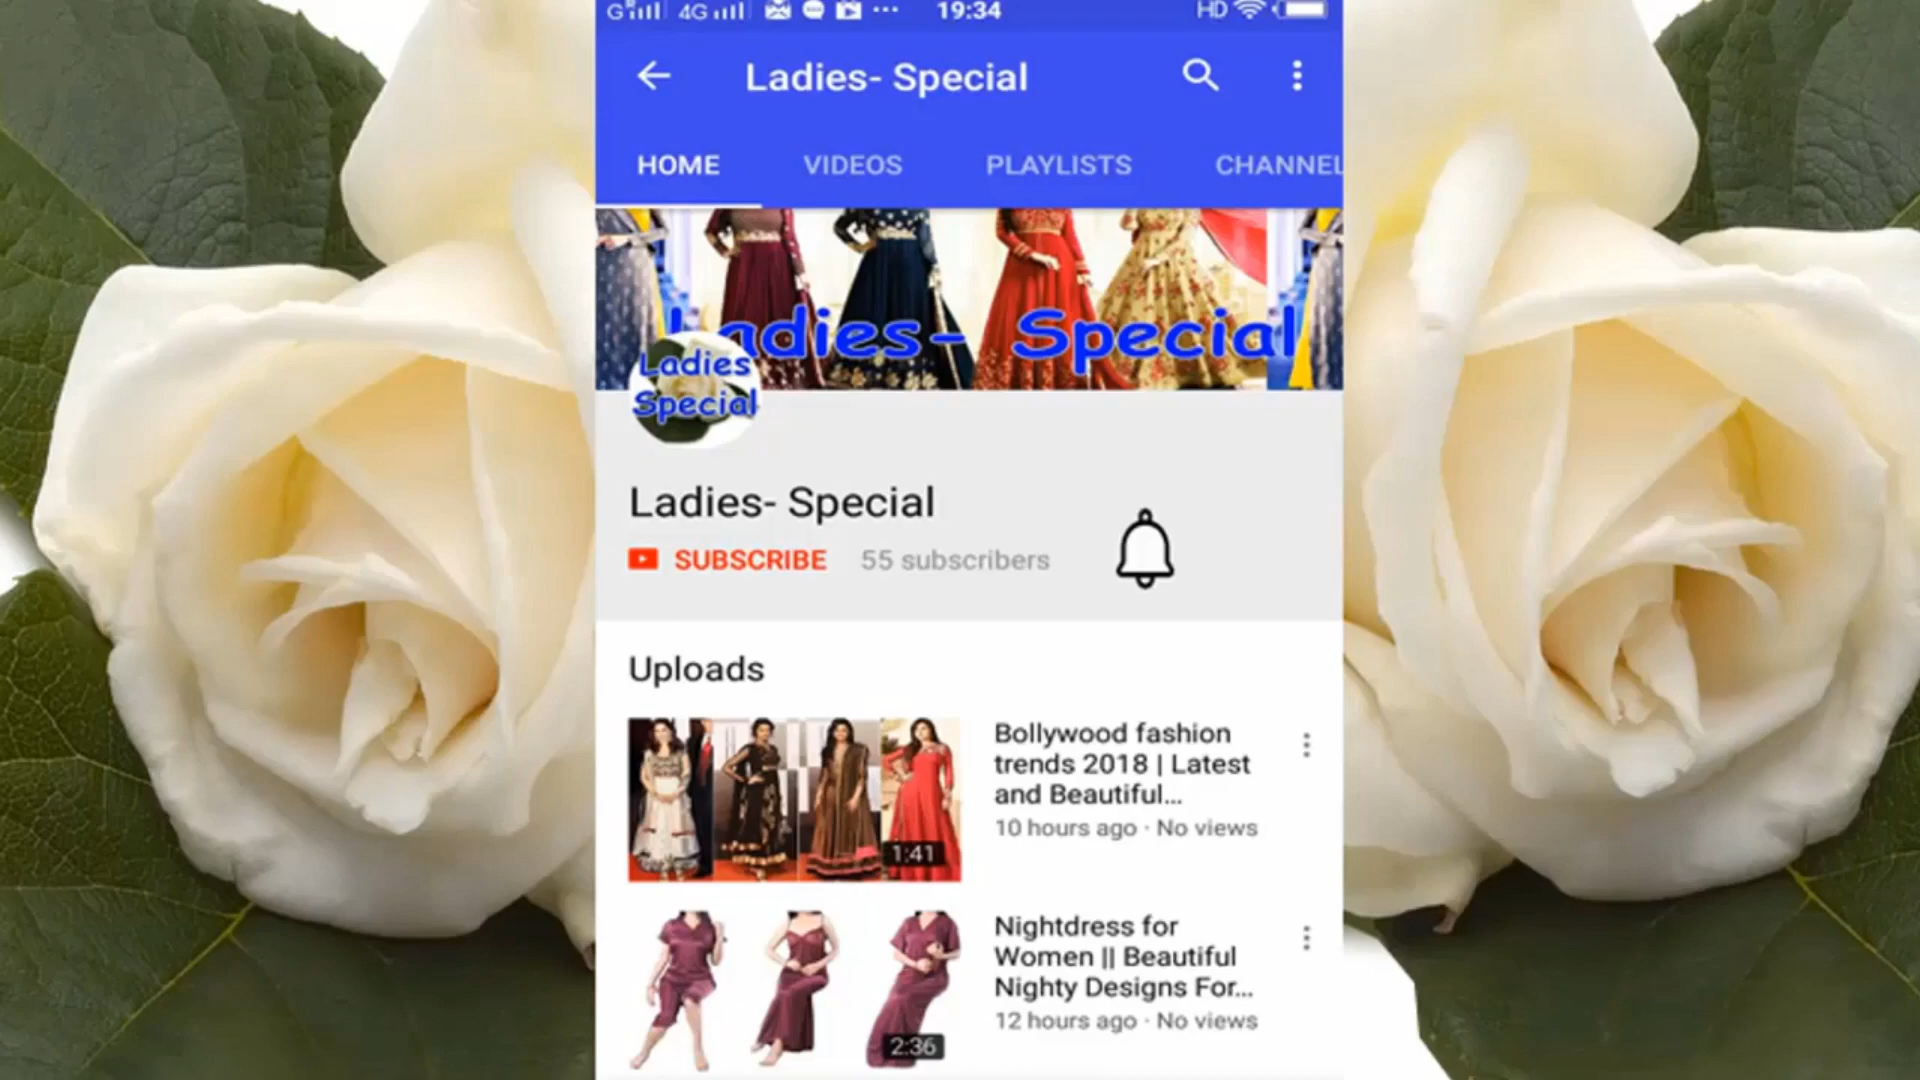 4G 19:34 HD
Ladies- Special
HOME VIDEOS PLAYLISTS CHANNEL
Ladies- Special
Ladies
Special
Ladies- Special
SUBSCRIBE 55 subscribers
Uploads
Bollywood fashion
trends 2018 | Latest
and Beautiful...
10 hours ago · No views
1:41
Nightdress for
Women || Beautiful
Nighty Designs For...
12 hours ago · No views
2:36